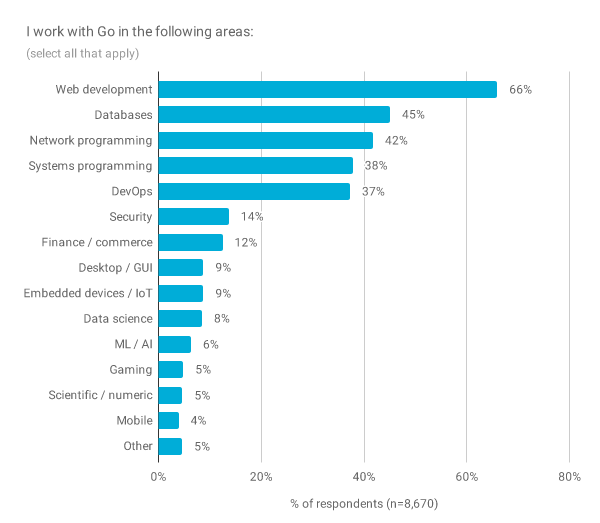 I work with Go in the following areas:
(select all that apply)
Web development 66%
Databases 45%
Network programming 42%
Systems programming 38%
DevOps 37%
Security 14%
Finance / commerce 12%
Desktop / GUI 9%
Embedded devices / IoT 9%
Data science 8%
ML / AI 6%
Gaming 5%
Scientific / numeric 5%
Mobile 4%
Other 5%
0% 20% 40% 60% 80%
% of respondents (n=8,670)